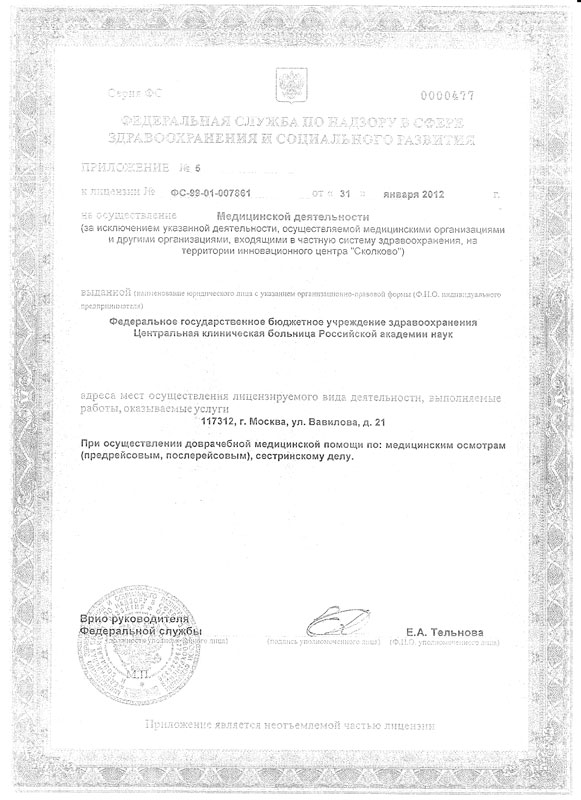 Серия ФС 0000477
ФЕДЕРАЛЬНАЯ СЛУЖБА ПО НАДЗОРУ В СФЕРЕ
ЗДРАВООХРАНЕНИЯ И СОЦИАЛЬНОГО РАЗВИТИЯ
ПРИЛОЖЕНИЕ № 5
к лицензии № ФС-99-01-007861 от « 31 » января 2012 г.
на осуществление Медицинской деятельности
(за исключением указанной деятельности, осуществляемой медицинскими организациями
и другими организациями, входящими в частную систему здравоохранения, на
территории инновационного центра "Сколково")
выданной (наименование юридического лица с указанием организационно-правовой формы (Ф.И.О. индивидуального
предпринимателя)
Федеральное государственное бюджетное учреждение здравоохранения
Центральная клиническая больница Российской академии наук
адреса мест осуществления лицензируемого вида деятельности, выполняемые
работы, оказываемые услуги
117312, г. Москва, ул. Вавилова, д. 21
При осуществлении доврачебной медицинской помощи по: медицинским осмотрам
(предрейсовым, послерейсовым), сестринскому делу.
Врио руководителя
Федеральной службы Е.А. Тельнова
(должность уполномоченного лица) (подпись уполномоченного лица) (Ф.И.О. уполномоченного лица)
М.П.
Приложение является неотъемлемой частью лицензии